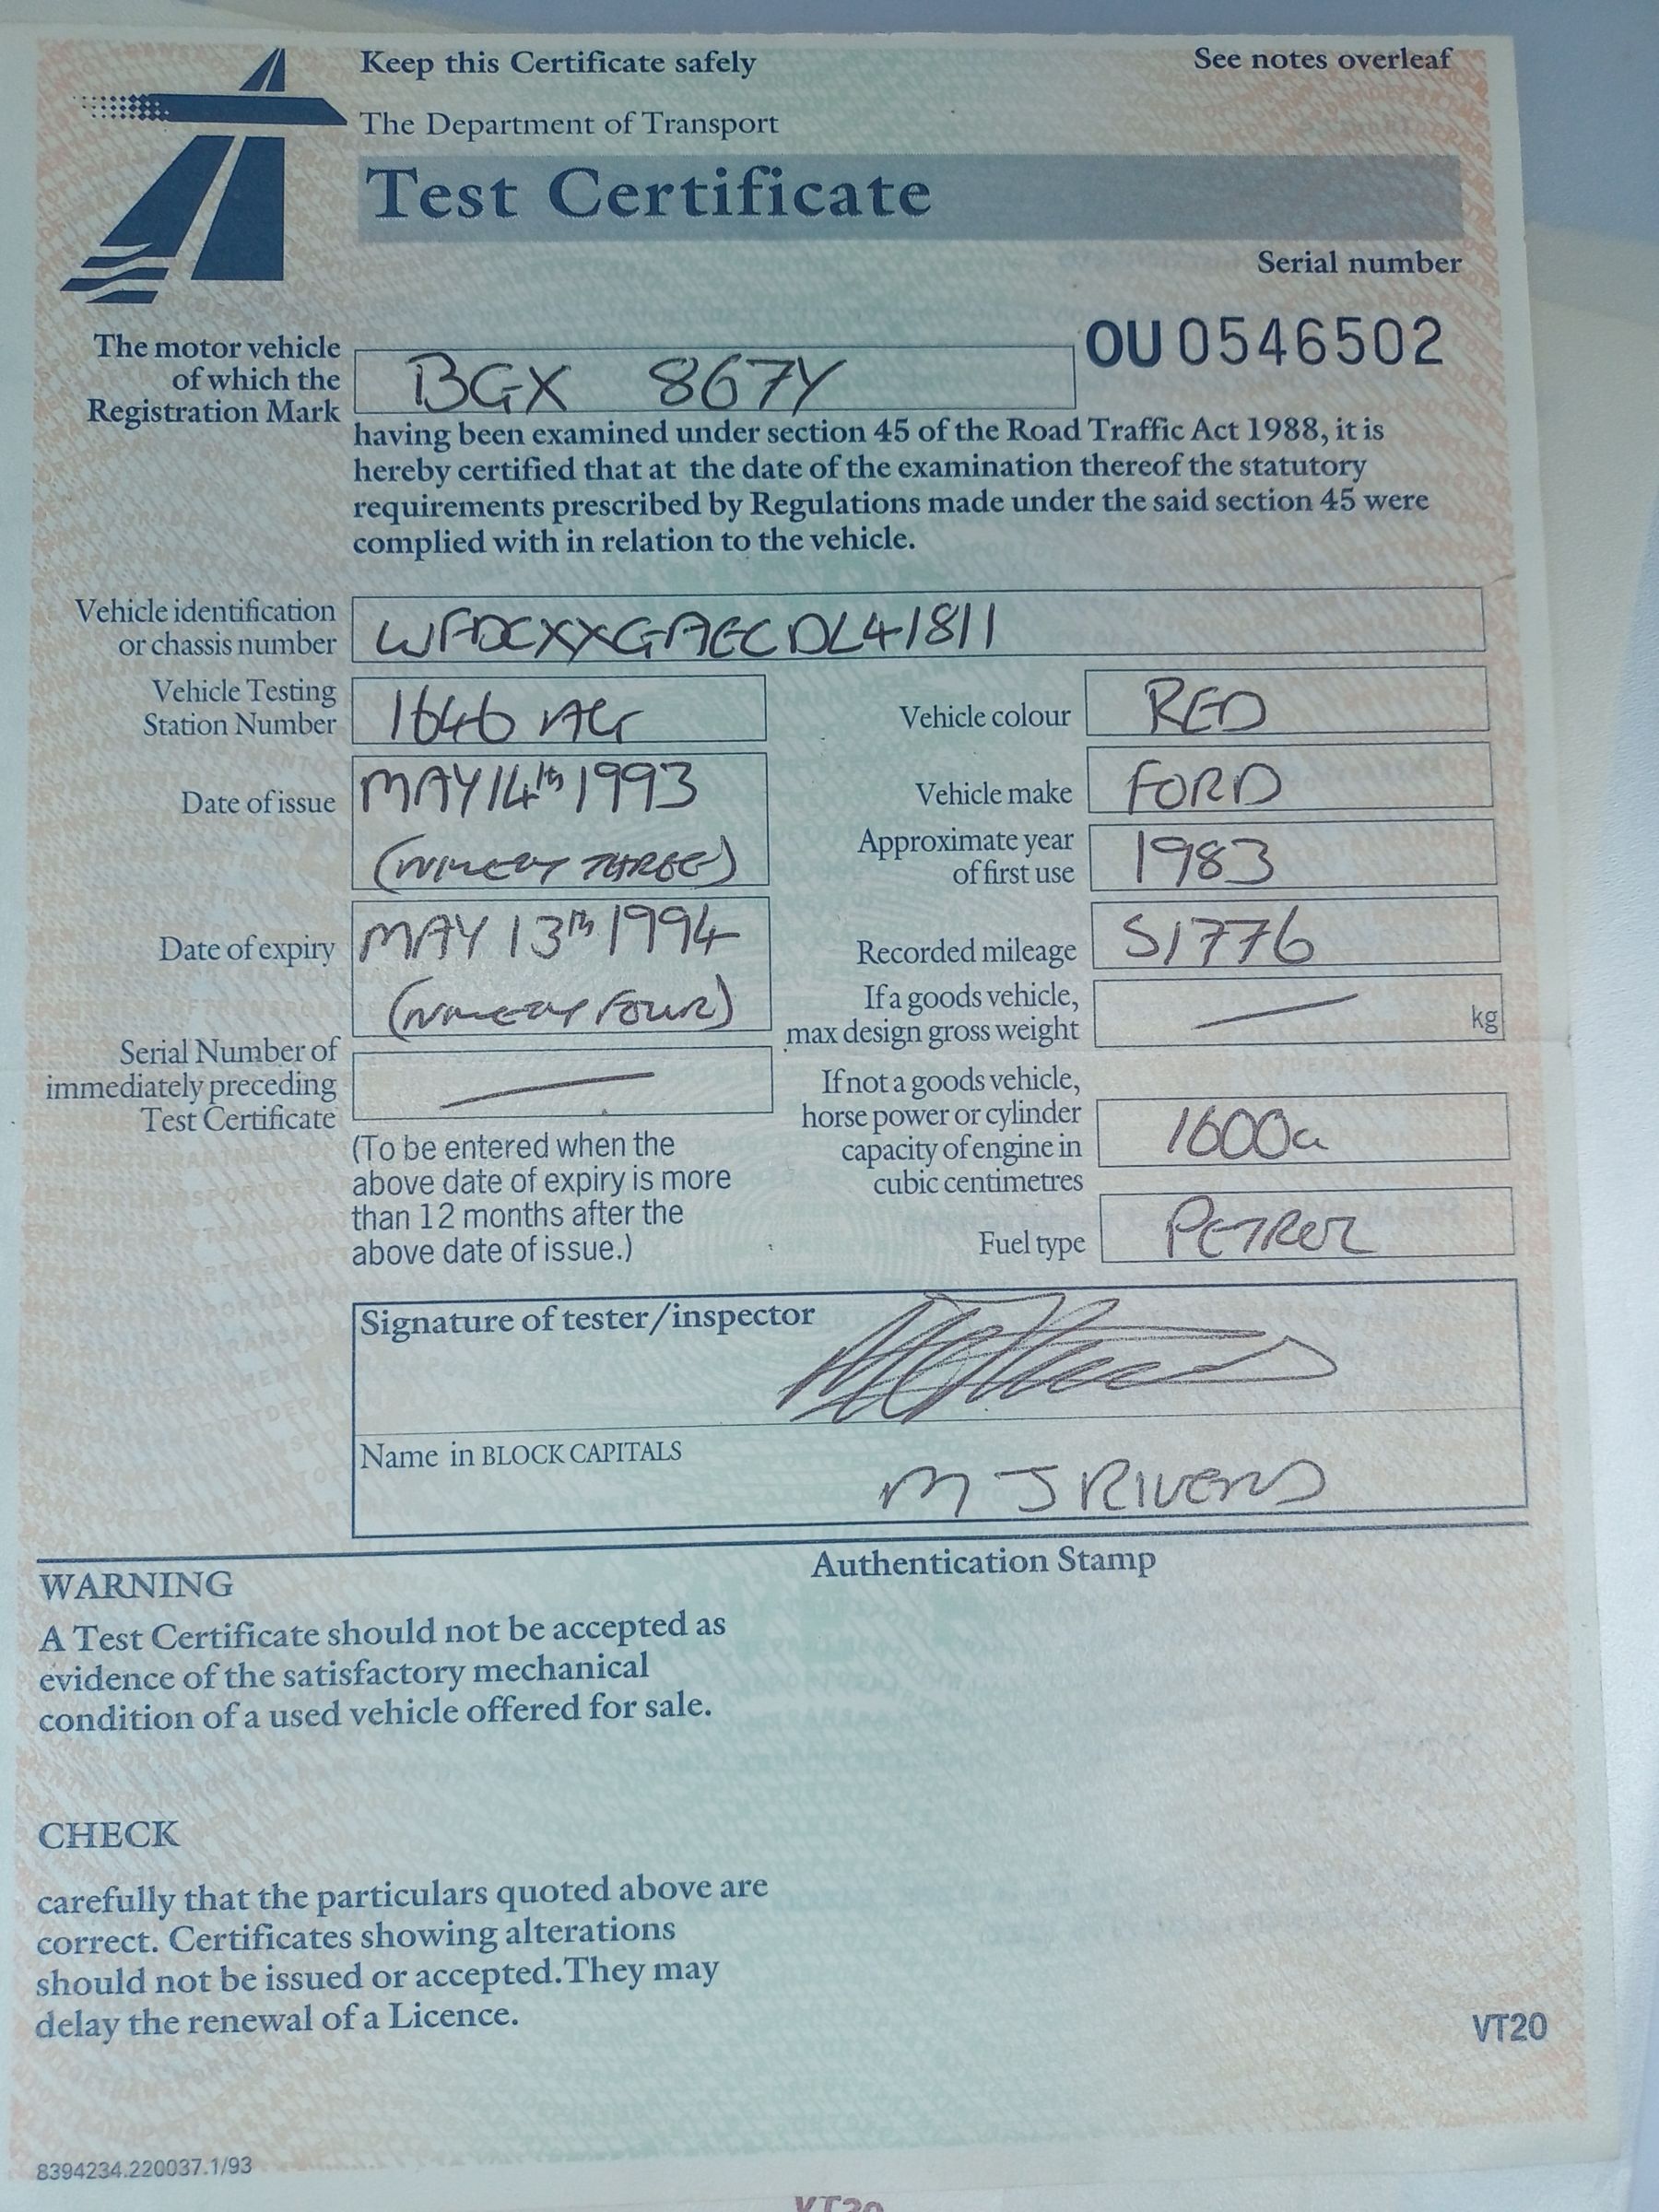 Keep this Certificate safely
See notes overleaf
The Department of Transport
Test Certificate
Serial number
OU 0546502
The motor vehicle
of which the
Registration Mark
BGX 867Y
having been examined under section 45 of the Road Traffic Act 1988, it is
hereby certified that at the date of the examination thereof the statutory
requirements prescribed by Regulations made under the said section 45 were
complied with in relation to the vehicle.
Vehicle identification
or chassis number
Vehicle Testing
Station Number
1646
Vehicle colour
RED
Date of issue
MAY 14th 1993
(NINETY THREE)
Vehicle make
FORD
Approximate year
of first use
1983
Date of expiry
MAY 13th 1994
(NINETY FOUR)
Recorded mileage
51776
If a goods vehicle,
max design gross weight
kg
Serial Number of
immediately preceding
Test Certificate
(To be entered when the
above date of expiry is more
than 12 months after the
above date of issue.)
If not a goods vehicle,
horse power or cylinder
capacity of engine in
cubic centimetres
1600cc
Fuel type
PETROL
Signature of tester/inspector
Name in BLOCK CAPITALS
M J RIVERS
Authentication Stamp
WARNING
A Test Certificate should not be accepted as
evidence of the satisfactory mechanical
condition of a used vehicle offered for sale.
CHECK
carefully that the particulars quoted above are
correct. Certificates showing alterations
should not be issued or accepted. They may
delay the renewal of a Licence.
VT20
8394234.220037.1/93
VT20